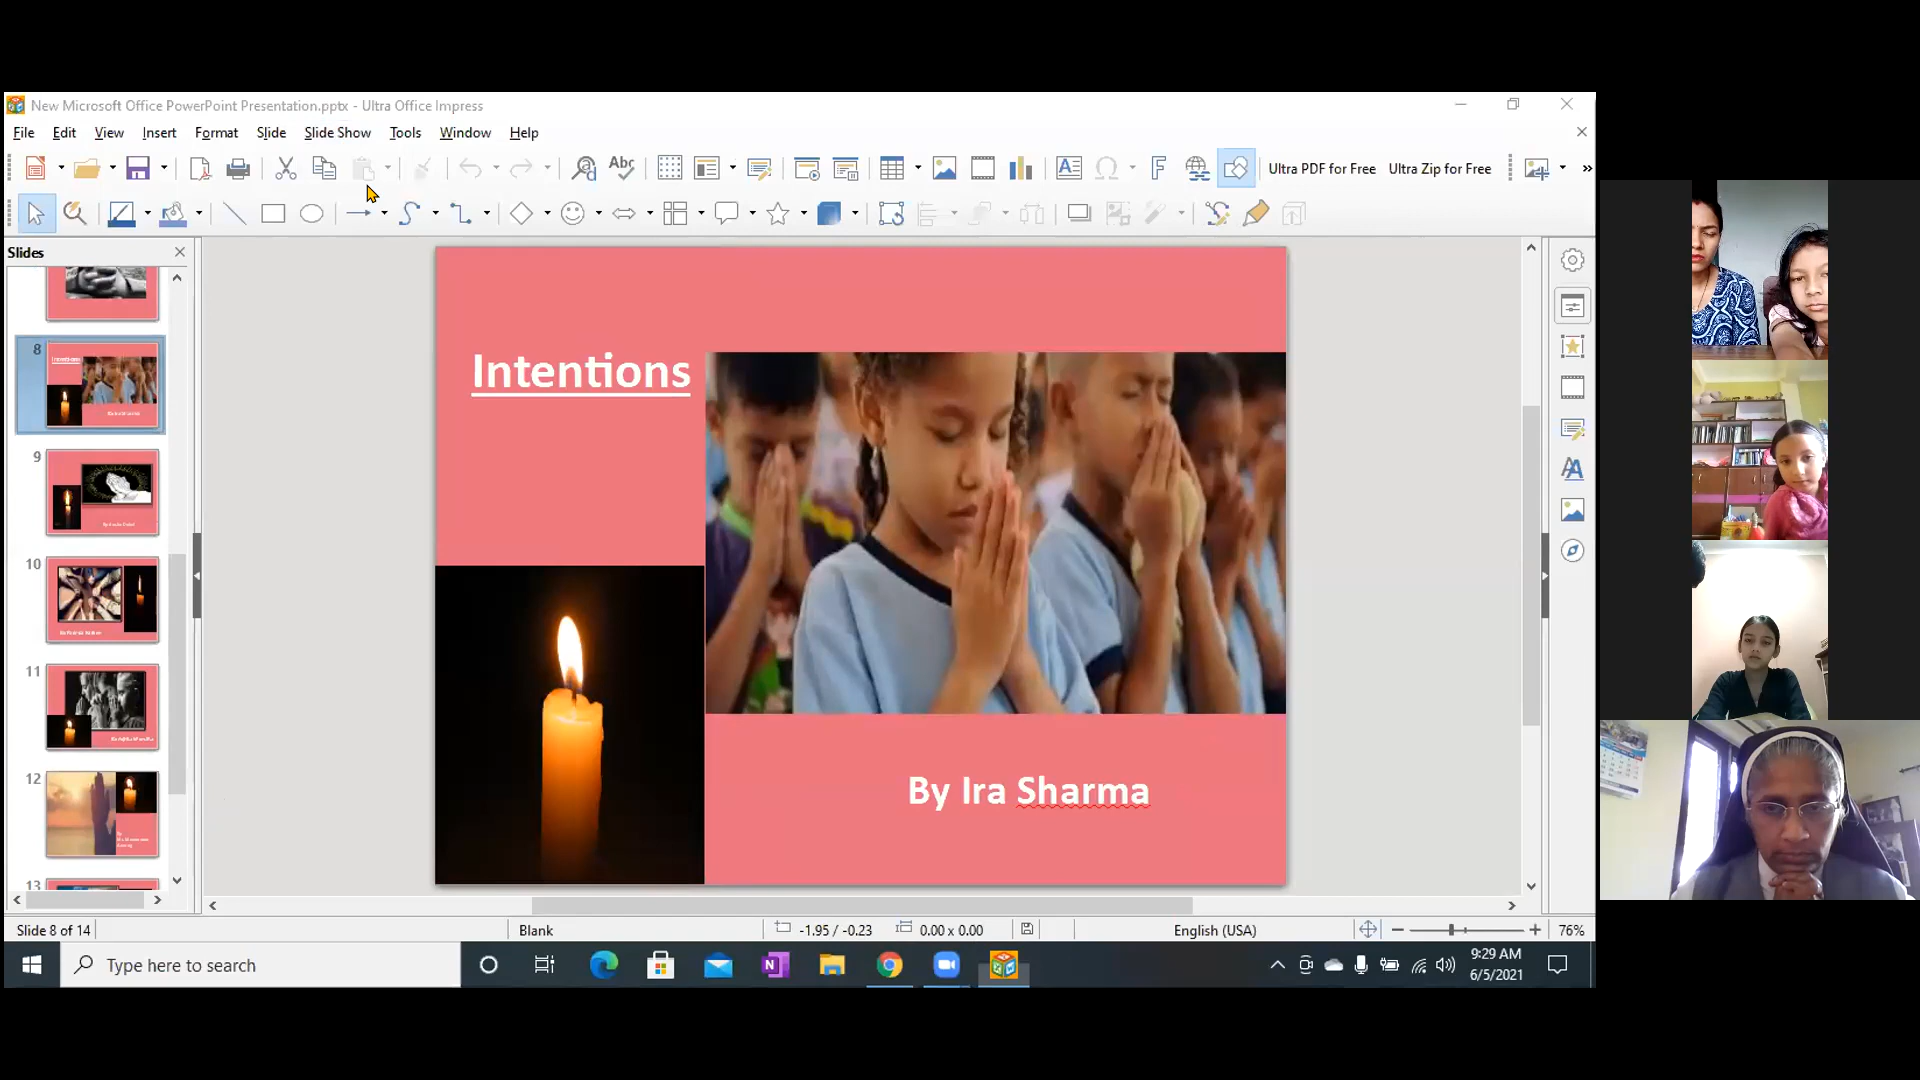 New Microsoft Office PowerPoint Presentation.pptx - Ultra Office Impress
File Edit View Insert Format Slide Slide Show Tools Window Help
Abc
Ultra PDF for Free Ultra Zip for Free
Slides
8
9
10
11
12
13
Intentions
By Ira Sharma
Slide 8 of 14
Blank
-1.95 / -0.23
0.00 x 0.00
English (USA)
76%
Type here to search
9:29 AM
6/5/2021